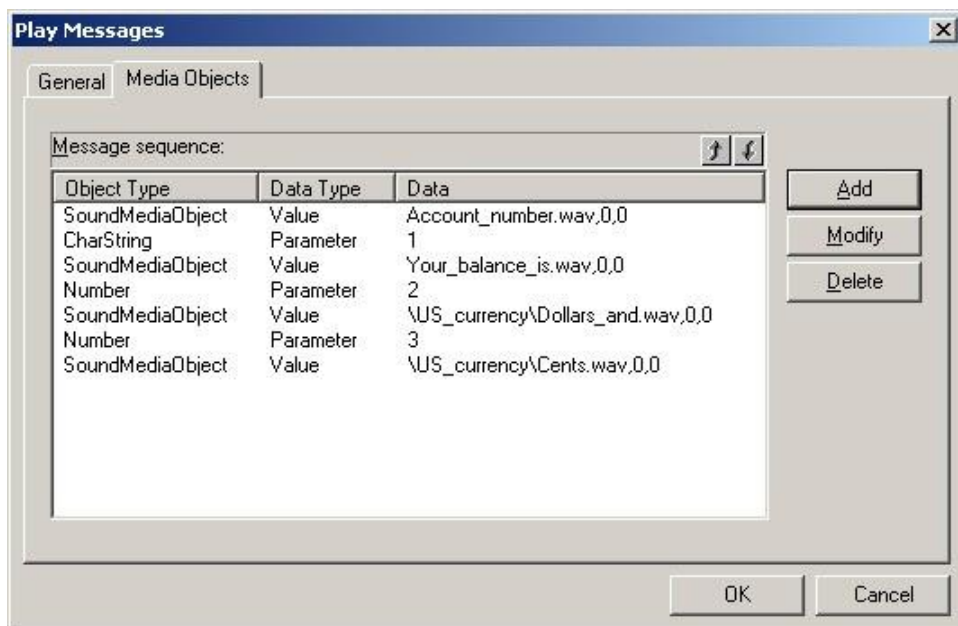 Play Messages
General Media Objects
Message sequence:
Object Type Data Type Data
SoundMediaObject Value Account_number.wav,0,0
CharString Parameter 1
SoundMediaObject Value Your_balance_is.wav,0,0
Number Parameter 2
SoundMediaObject Value \US_currency\Dollars_and.wav,0,0
Number Parameter 3
SoundMediaObject Value \US_currency\Cents.wav,0,0
Add
Modify
Delete
OK Cancel